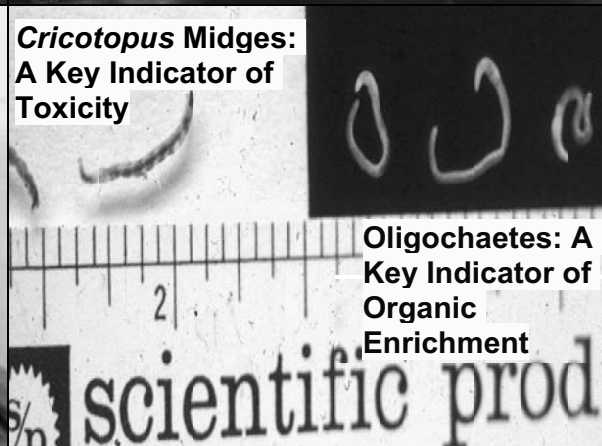 Cricotopus Midges:
A Key Indicator of
Toxicity
Oligochaetes: A
Key Indicator of
Organic
Enrichment
2
s/n
scientific prod